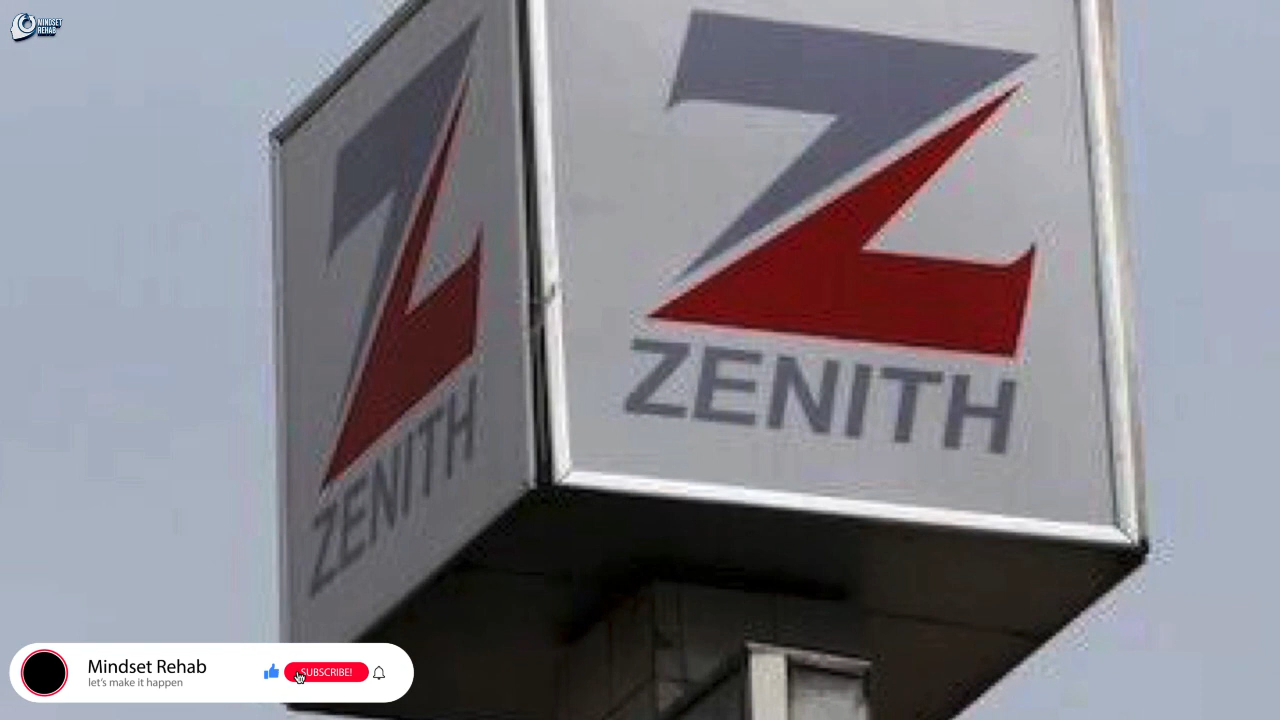 MINDSET
REHAB
ZENITH
ZENITH
Mindset Rehab
let's make it happen
SUBSCRIBE!